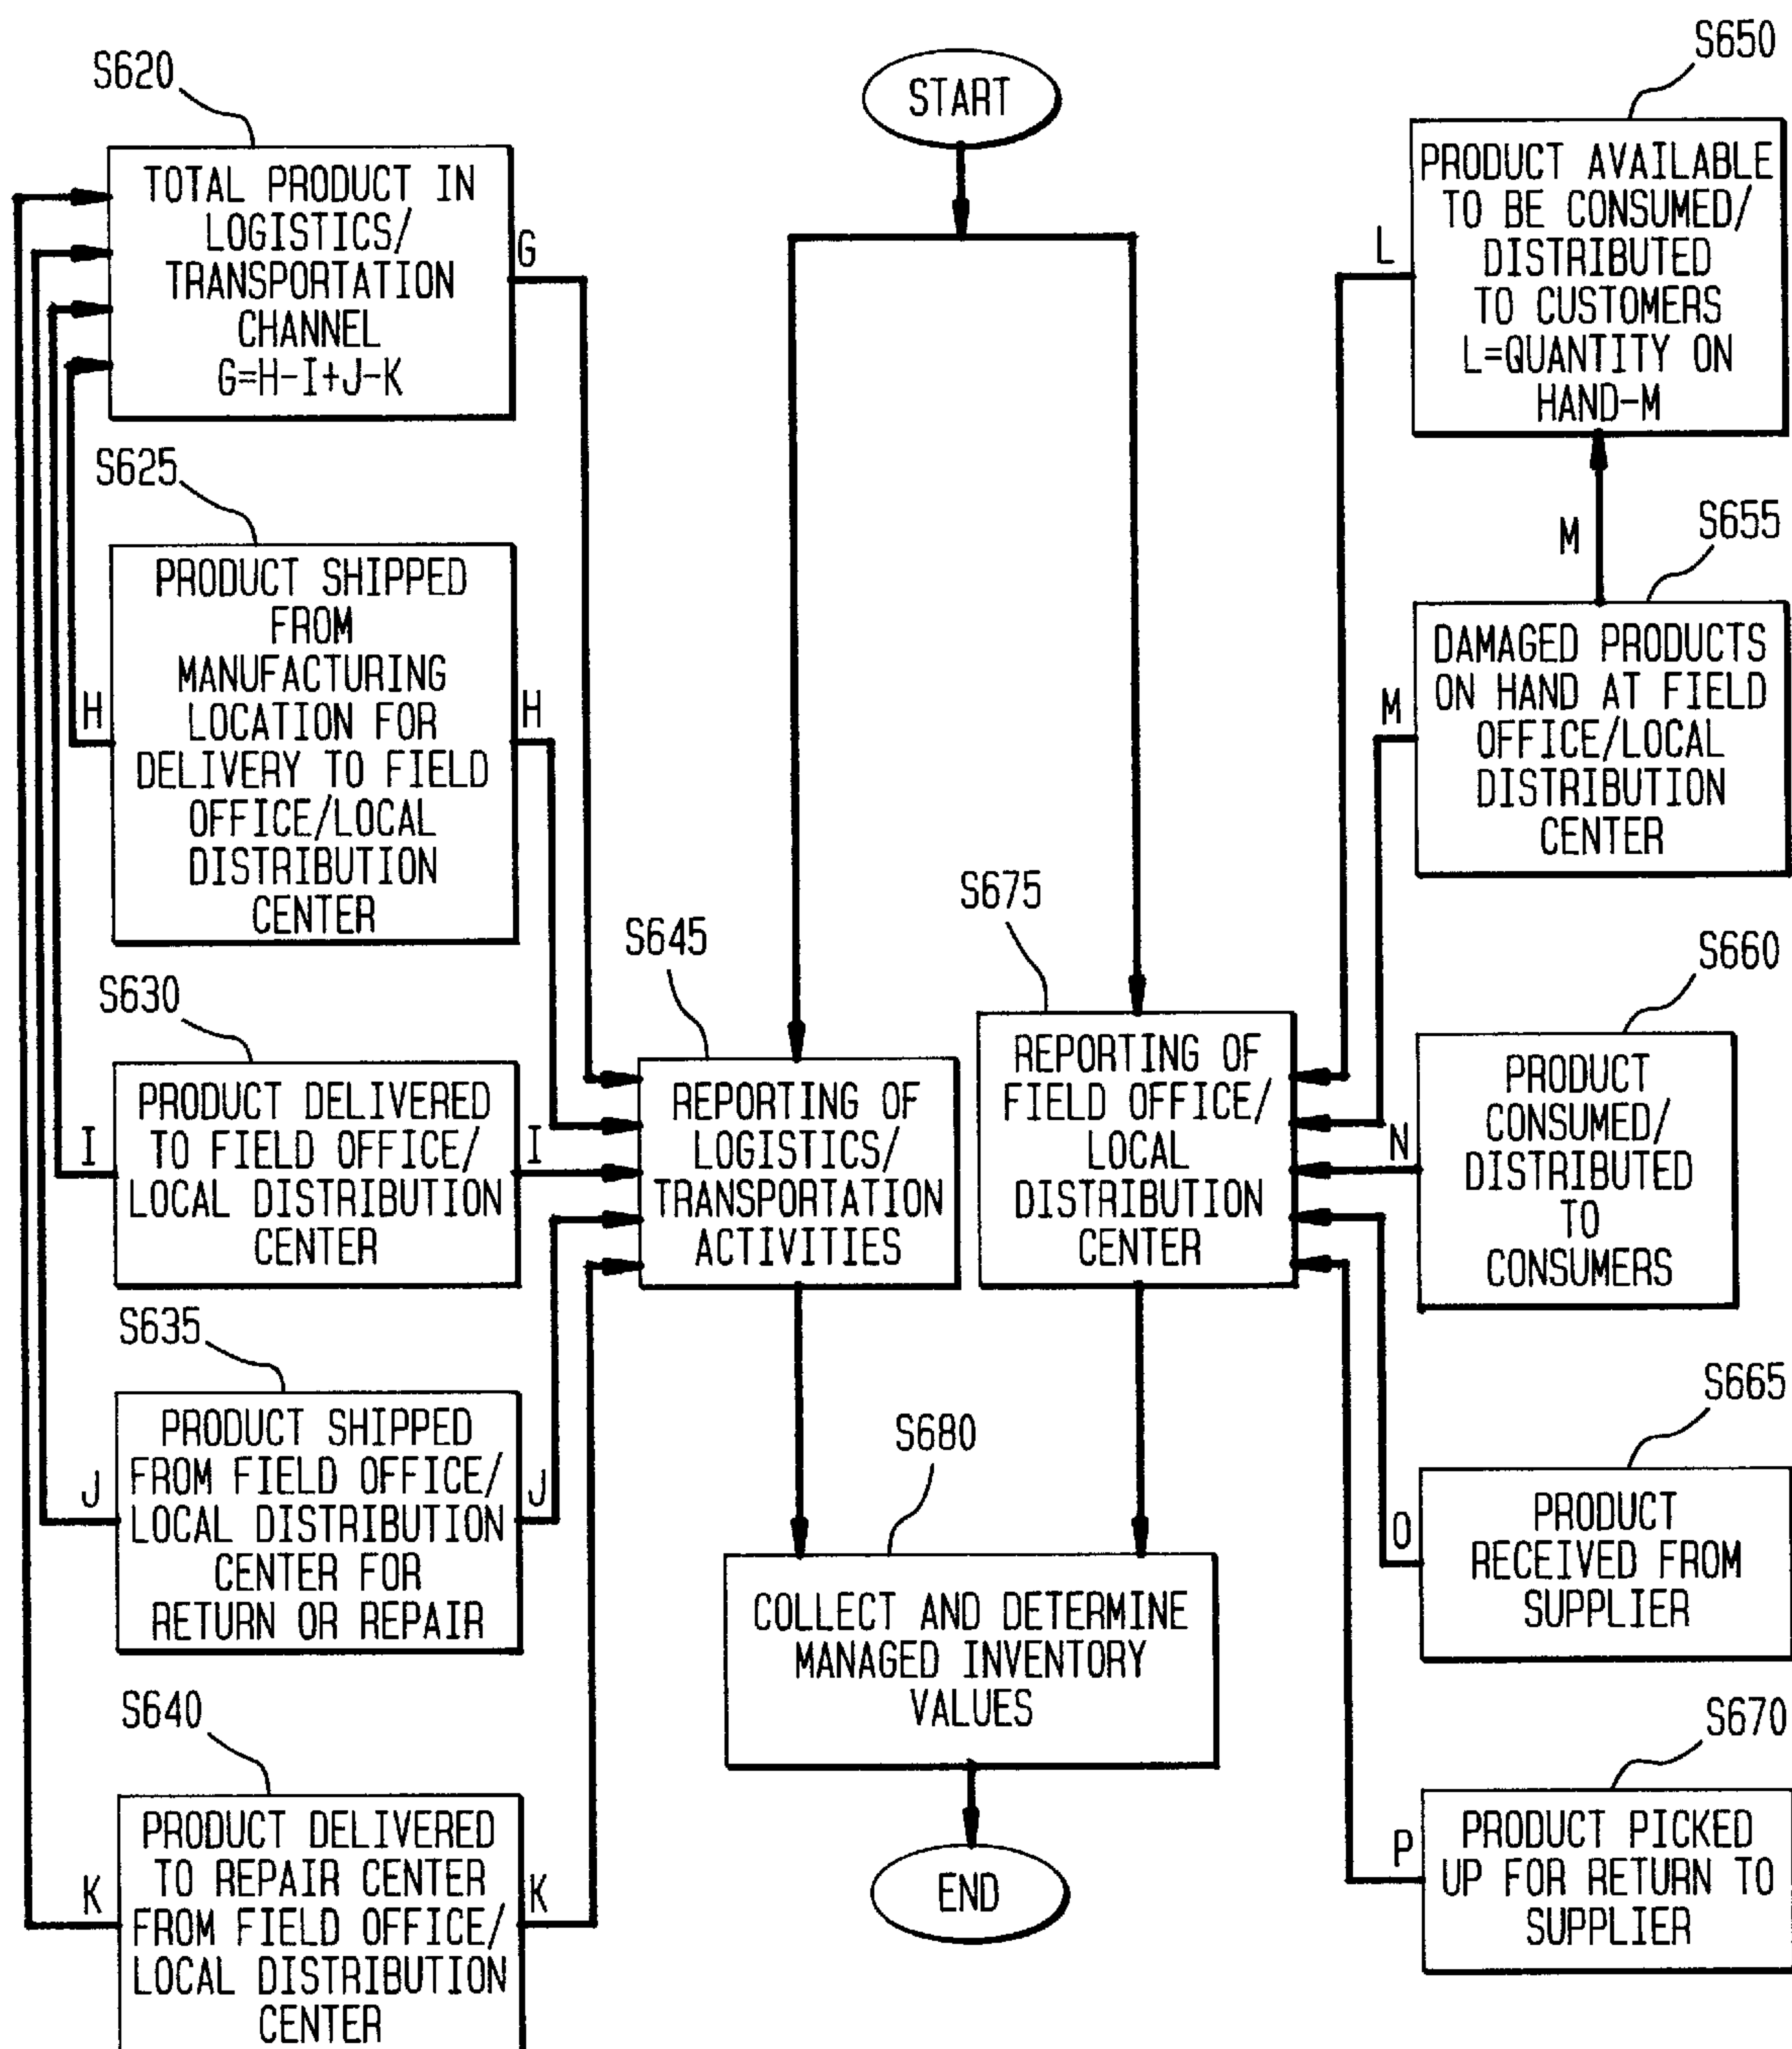 START
S620
TOTAL PRODUCT IN
LOGISTICS/
TRANSPORTATION
CHANNEL
G=H-I+J-K
G
S625
PRODUCT SHIPPED
FROM
MANUFACTURING
LOCATION FOR
DELIVERY TO FIELD
OFFICE/LOCAL
DISTRIBUTION
CENTER
H
H
S630
PRODUCT DELIVERED
TO FIELD OFFICE/
LOCAL DISTRIBUTION
CENTER
I
I
S635
PRODUCT SHIPPED
FROM FIELD OFFICE/
LOCAL DISTRIBUTION
CENTER FOR
RETURN OR REPAIR
J
J
S640
PRODUCT DELIVERED
TO REPAIR CENTER
FROM FIELD OFFICE/
LOCAL DISTRIBUTION
CENTER
K
K
S645
REPORTING OF
LOGISTICS/
TRANSPORTATION
ACTIVITIES
S675
REPORTING OF
FIELD OFFICE/
LOCAL
DISTRIBUTION
CENTER
S680
COLLECT AND DETERMINE
MANAGED INVENTORY
VALUES
END
S650
PRODUCT AVAILABLE
TO BE CONSUMED/
DISTRIBUTED
TO CUSTOMERS
L=QUANTITY ON
HAND-M
L
M
S655
DAMAGED PRODUCTS
ON HAND AT FIELD
OFFICE/LOCAL
DISTRIBUTION
CENTER
M
S660
PRODUCT
CONSUMED/
DISTRIBUTED
TO
CONSUMERS
N
S665
PRODUCT
RECEIVED FROM
SUPPLIER
O
S670
PRODUCT PICKED
UP FOR RETURN TO
SUPPLIER
P